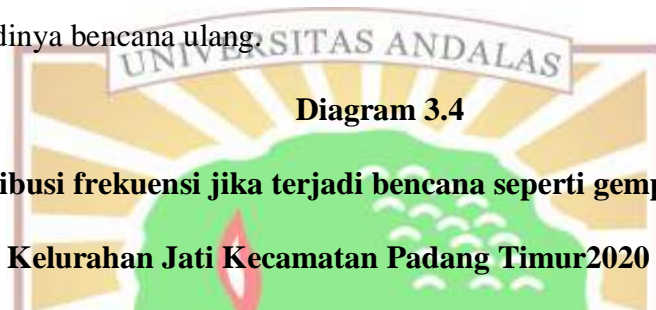 dinya bencana ulang.
UNIVERSITAS ANDALAS
Diagram 3.4
ibusi frekuensi jika terjadi bencana seperti gemp
Kelurahan Jati Kecamatan Padang Timur2020